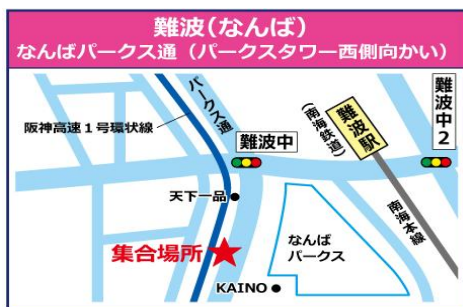 難波(なんば)
なんばパークス通(パークスタワー西側向かい)
パークス通
難波中2
阪神高速1号環状線
難波中
(南海鉄道)
難波駅
天下一品
南海本線
集合場所
なんば
パークス
KAINO